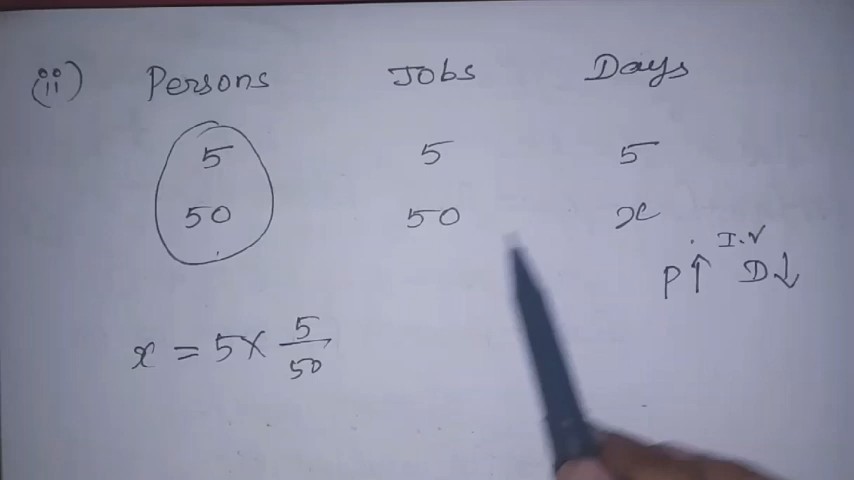 (ii) Persons Jobs Days
5 5 5
50 50 x
I.V
P↑ D↓
x = 5 × 5/50